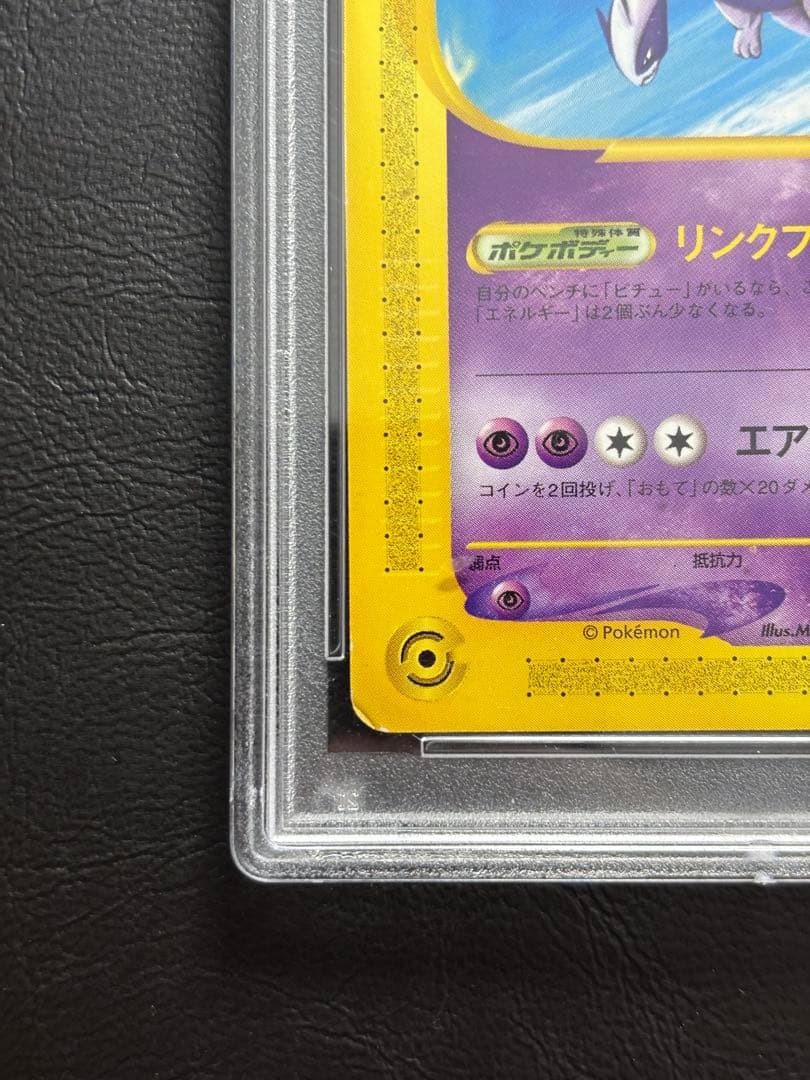 特殊体質
ポケボディー
リンクフ
自分のベンチに「ピチュー」がいるなら、
「エネルギー」は2個ぶん少なくなる。
エア
コインを2回投げ、「おもて」の数×20ダメ
弱点
抵抗力
© Pokémon
Illus.M